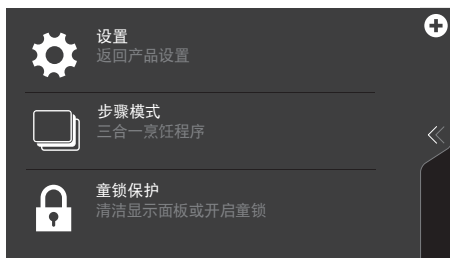 设置
返回产品设置
步骤模式
三合一烹饪程序
童锁保护
清洁显示面板或开启童锁